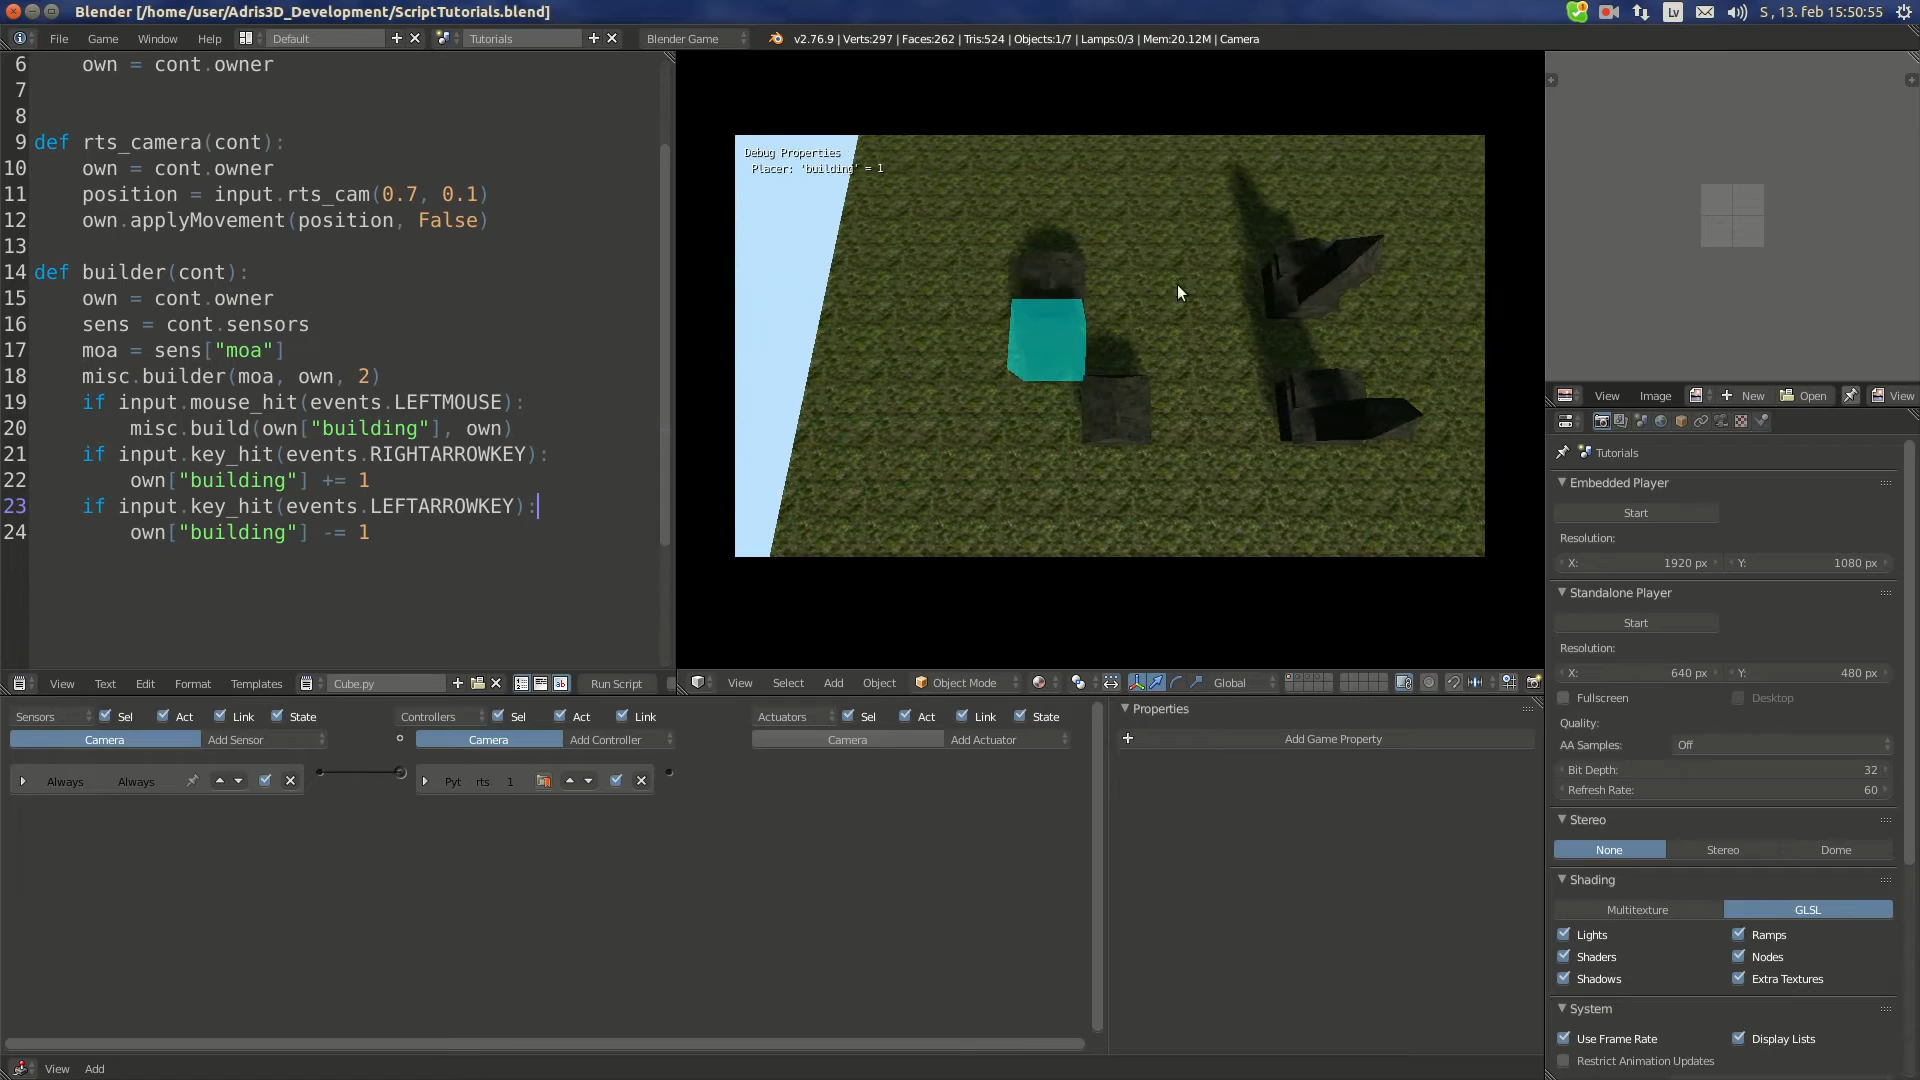 Blender [/home/user/Adris3D_Development/ScriptTutorials.blend]
Lv
S , 13. feb 15:50:55
File Game Window Help Default Tutorials Blender Game v2.76.9 | Verts:297 | Faces:262 | Tris:524 | Objects:1/7 | Lamps:0/3 | Mem:20.12M | Camera
6 own = cont.owner
7
8
9 def rts_camera(cont):
10 own = cont.owner
11 position = input.rts_cam(0.7, 0.1)
12 own.applyMovement(position, False)
13
14 def builder(cont):
15 own = cont.owner
16 sens = cont.sensors
17 moa = sens["moa"]
18 misc.builder(moa, own, 2)
19 if input.mouse_hit(events.LEFTMOUSE):
20 misc.build(own["building"], own)
21 if input.key_hit(events.RIGHTARROWKEY):
22 own["building"] += 1
23 if input.key_hit(events.LEFTARROWKEY):
24 own["building"] -= 1
Debug Properties
Placer: 'building' = 1
View Image New Open View
Tutorials
Embedded Player
Start
Resolution:
X: 1920 px Y: 1080 px
Standalone Player
Start
Resolution:
X: 640 px Y: 480 px
Fullscreen Desktop
Quality:
AA Samples: Off
Bit Depth: 32
Refresh Rate: 60
Stereo
None Stereo Dome
Shading
Multitexture GLSL
Lights Ramps
Shaders Nodes
Shadows Extra Textures
System
Use Frame Rate Display Lists
Restrict Animation Updates
View Text Edit Format Templates Cube.py Run Script
View Select Add Object Object Mode Global
Sensors Sel Act Link State
Controllers Sel Act Link
Actuators Sel Act Link State
Camera Add Sensor
Camera Add Controller
Camera Add Actuator
Always Always
Pyt rts 1
Properties
Add Game Property
View Add